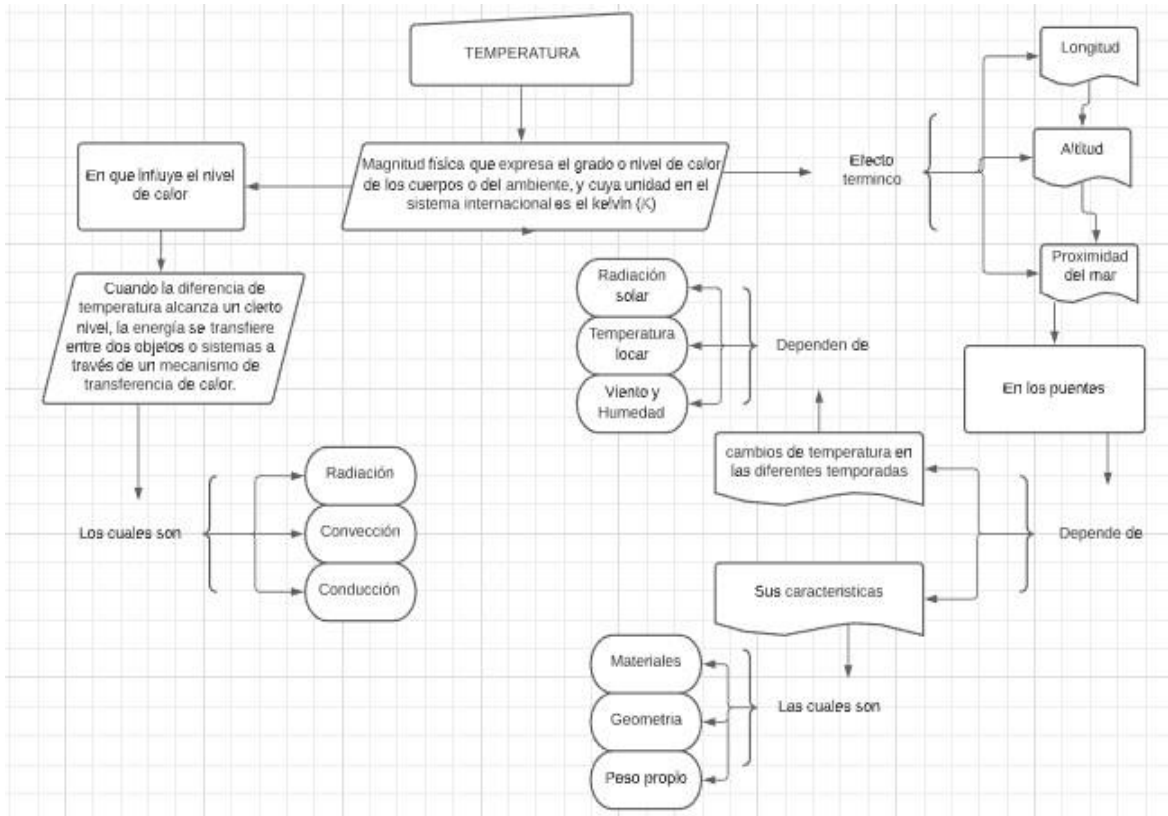 TEMPERATURA
Magnitud física que expresa el grado o nivel de calor
de los cuerpos o del ambiente, y cuya unidad en el
sistema internacional es el kelvin (K)
En que influye el nivel
de calor
Cuando la diferencia de
temperatura alcanza un cierto
nivel, la energía se transfiere
entre dos objetos o sistemas a
través de un mecanismo de
transferencia de calor.
Los cuales son
Radiación
Convección
Conducción
Efecto
terminco
Longitud
Altitud
Proximidad
del mar
En los puentes
Depende de
cambios de temperatura en
las diferentes temporadas
Dependen de
Radiación
solar
Temperatura
locar
Viento y
Humedad
Sus caracteristicas
Las cuales son
Materiales
Geometria
Peso propio